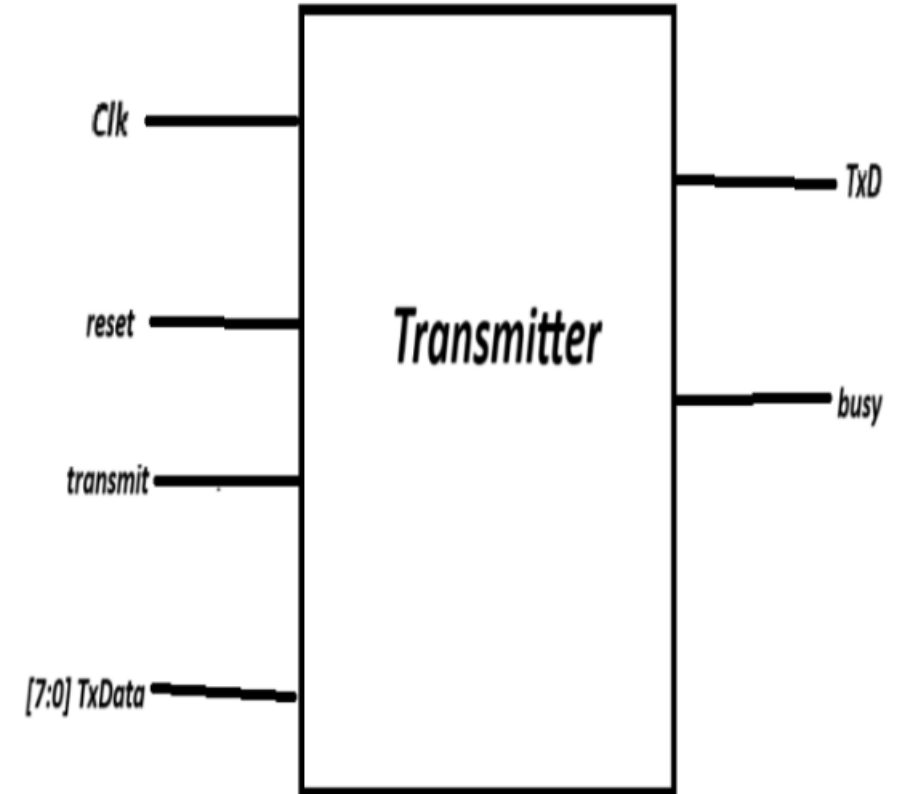 Clk
TxD
reset
Transmitter
busy
transmit
[7:0] TxData